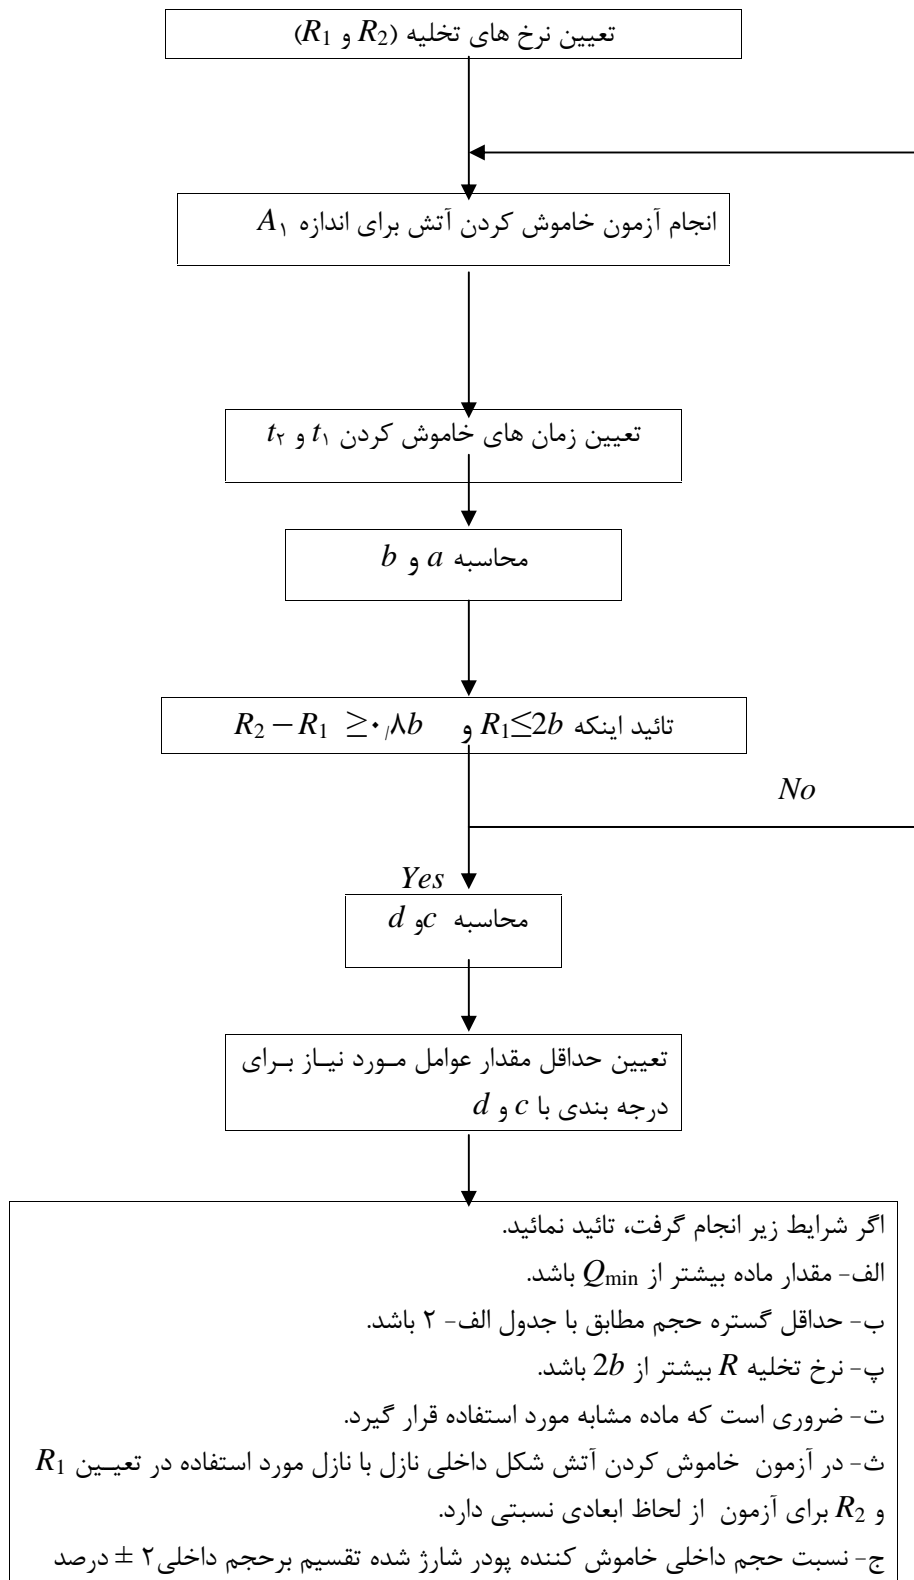 تعیین نرخ های تخلیه (R2 و R1)
انجام آزمون خاموش کردن آتش برای اندازه A۱
تعیین زمان های خاموش کردن t۱ و t۲
محاسبه a و b
تائید اینکه R1≤2b و R2 – R1 ≥۰/۸b
No
Yes
محاسبه c و d
تعیین حداقل مقدار عوامل مورد نیاز برای
درجه بندی با c و d
اگر شرایط زیر انجام گرفت، تائید نمائید.
الف- مقدار ماده بیشتر از Qmin باشد.
ب- حداقل گستره حجم مطابق با جدول الف- ۲ باشد.
پ- نرخ تخلیه R بیشتر از 2b باشد.
ت- ضروری است که ماده مشابه مورد استفاده قرار گیرد.
ث- در آزمون خاموش کردن آتش شکل داخلی نازل با نازل مورد استفاده در تعیین R1
و R2 برای آزمون از لحاظ ابعادی نسبتی دارد.
ج- نسبت حجم داخلی خاموش کننده پودر شارژ شده تقسیم برحجم داخلی۲ ± درصد